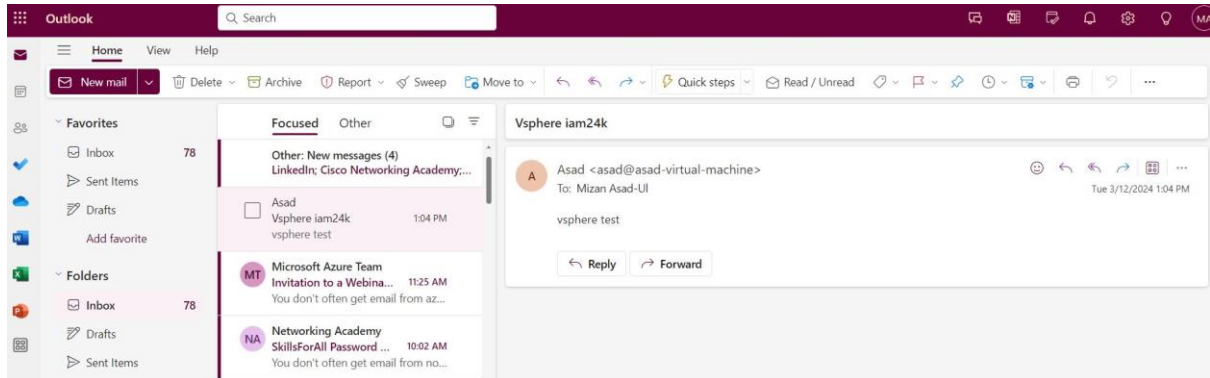 Outlook
Search
MA
Home View Help
New mail Delete Archive Report Sweep Move to Quick steps Read / Unread
Favorites
Inbox 78
Sent Items
Drafts
Add favorite
Folders
Inbox 78
Drafts
Sent Items
Focused Other
Other: New messages (4)
LinkedIn; Cisco Networking Academy;...
Asad
Vsphere iam24k 1:04 PM
vsphere test
MT
Microsoft Azure Team
Invitation to a Webina... 11:25 AM
You don't often get email from az...
NA
Networking Academy
SkillsForAll Password ... 10:02 AM
You don't often get email from no...
Vsphere iam24k
A
Asad <asad@asad-virtual-machine>
To: Mizan Asad-Ul
Tue 3/12/2024 1:04 PM
vsphere test
Reply Forward